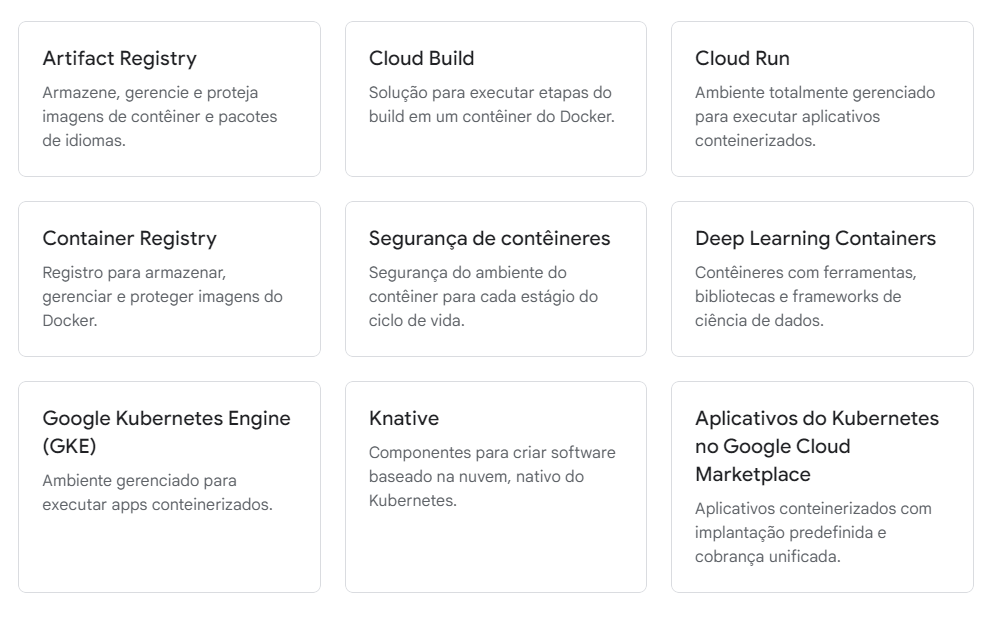 Artifact Registry
Armazene, gerencie e proteja
imagens de contêiner e pacotes
de idiomas.
Cloud Build
Solução para executar etapas do
build em um contêiner do Docker.
Cloud Run
Ambiente totalmente gerenciado
para executar aplicativos
conteinerizados.
Container Registry
Registro para armazenar,
gerenciar e proteger imagens do
Docker.
Segurança de contêineres
Segurança do ambiente do
contêiner para cada estágio do
ciclo de vida.
Deep Learning Containers
Contêineres com ferramentas,
bibliotecas e frameworks de
ciência de dados.
Google Kubernetes Engine
(GKE)
Ambiente gerenciado para
executar apps conteinerizados.
Knative
Componentes para criar software
baseado na nuvem, nativo do
Kubernetes.
Aplicativos do Kubernetes
no Google Cloud
Marketplace
Aplicativos conteinerizados com
implantação predefinida e
cobrança unificada.